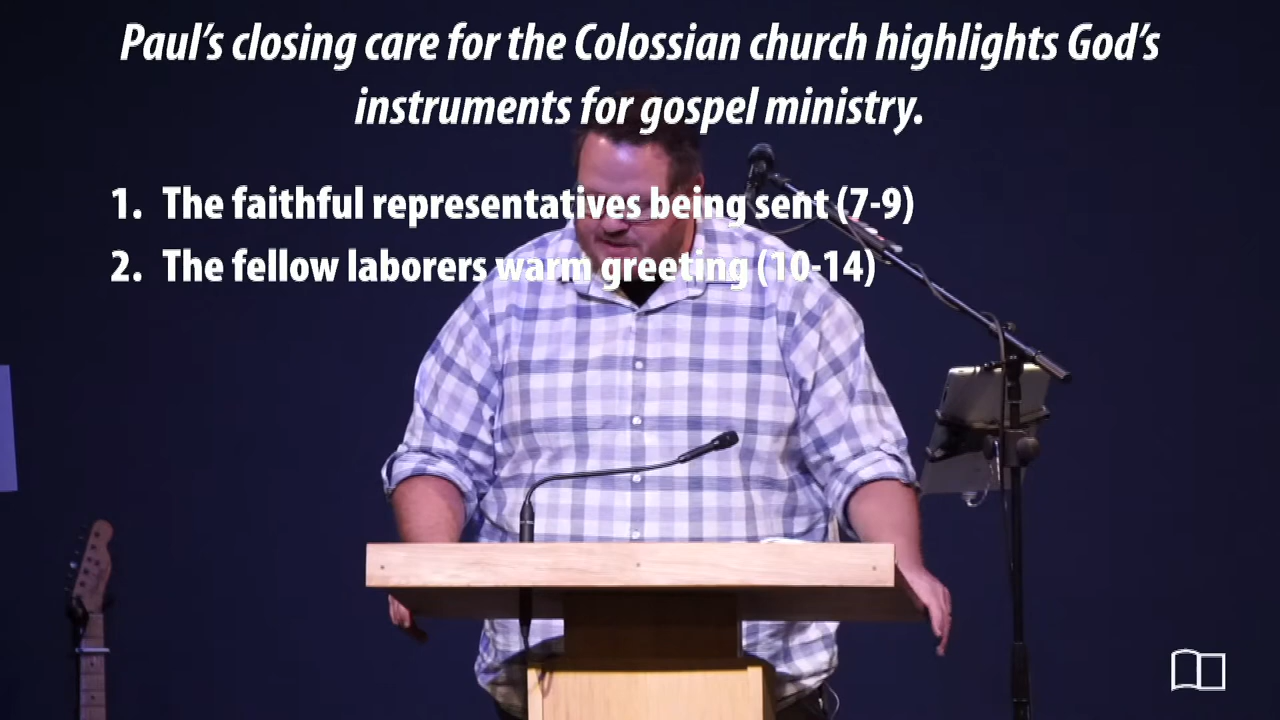 Paul’s closing care for the Colossian church highlights God’s
instruments for gospel ministry.
1. The faithful representatives being sent (7-9)
2. The fellow laborers warm greeting (10-14)